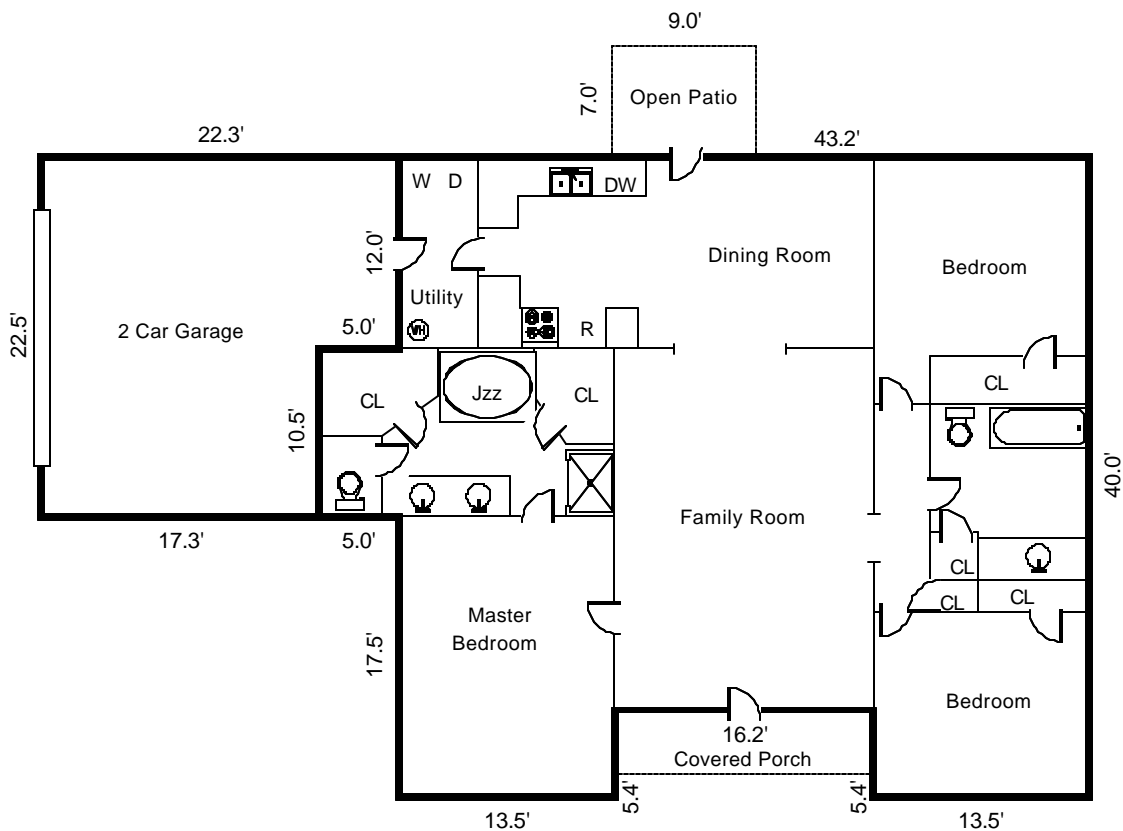 9.0'
7.0'
Open Patio
22.3'
43.2'
W D
DW
12.0'
Dining Room
Bedroom
Utility
22.5'
2 Car Garage
5.0'
WH
R
CL
Jzz
CL
CL
10.5'
40.0'
17.3'
5.0'
Family Room
CL
CL
CL
Master
Bedroom
17.5'
Bedroom
16.2'
Covered Porch
5.4'
5.4'
13.5'
13.5'